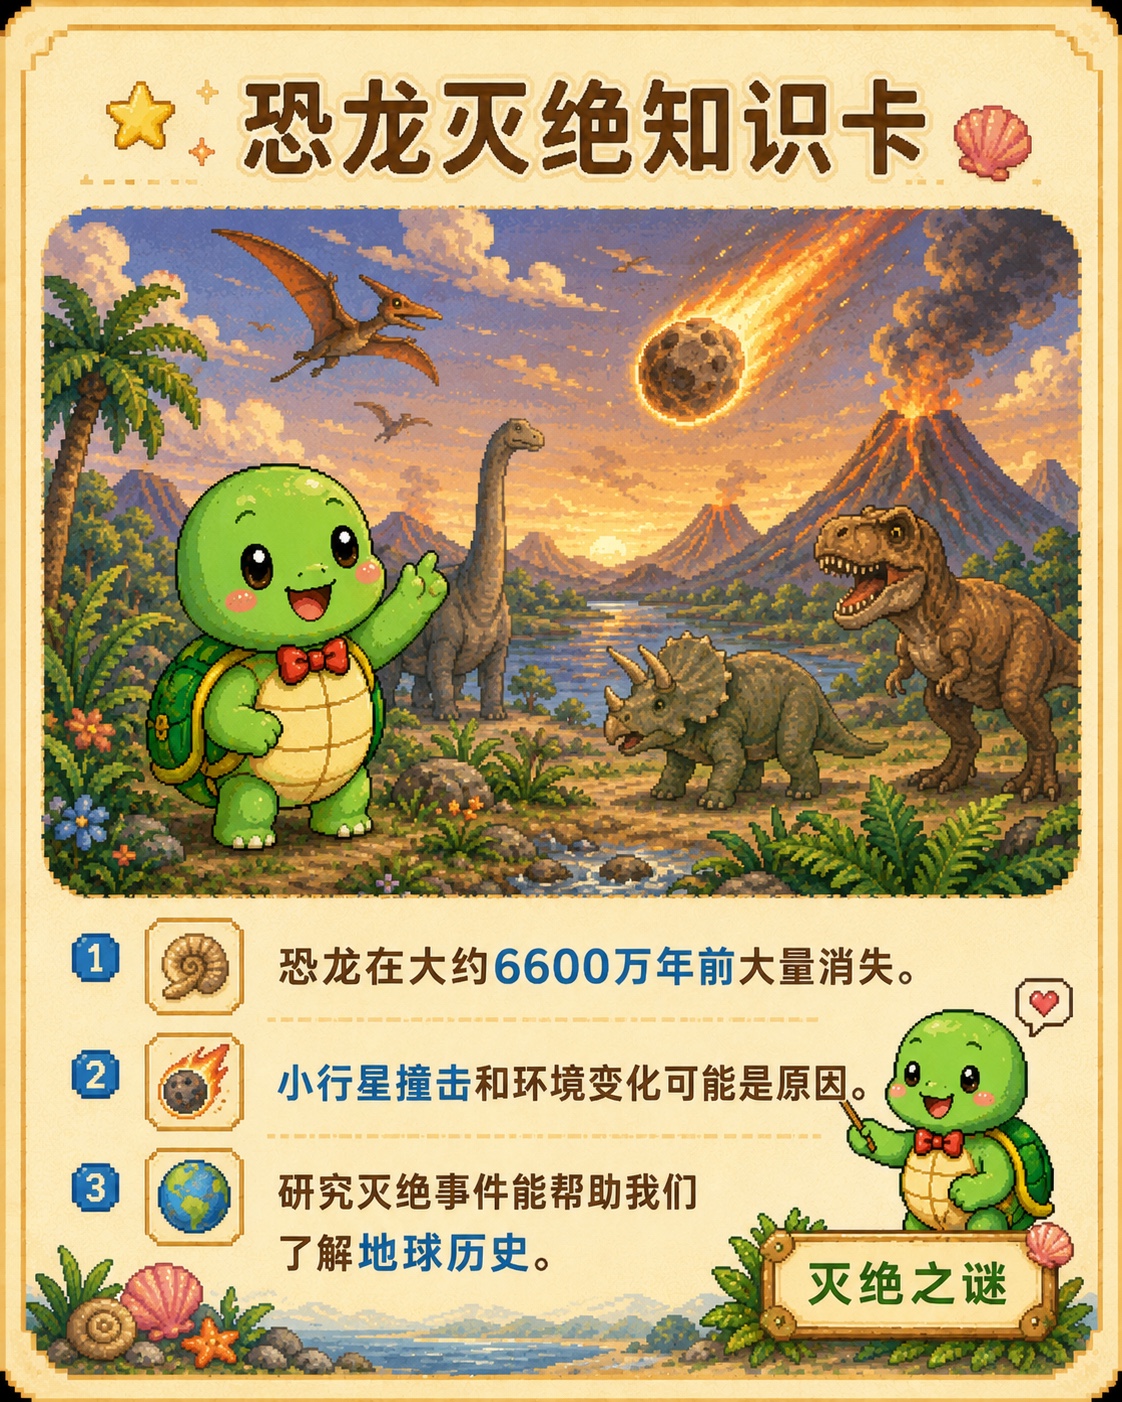 恐龙灭绝知识卡
1 恐龙在大约6600万年前大量消失。
2 小行星撞击和环境变化可能是原因。
3 研究灭绝事件能帮助我们
了解地球历史。
灭绝之谜